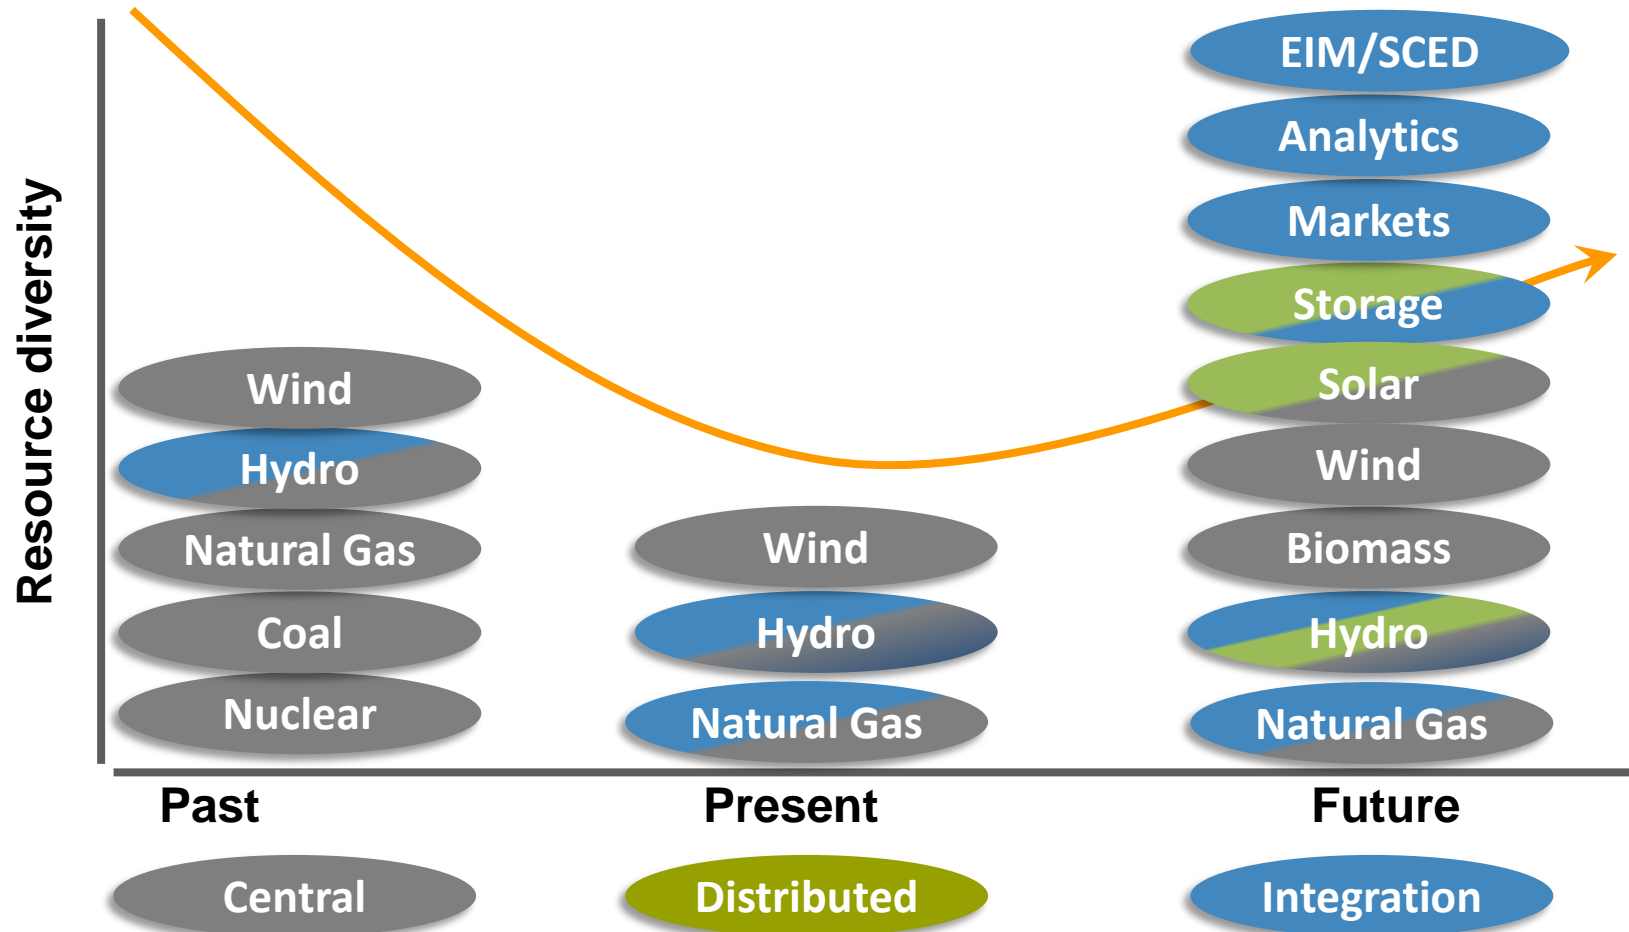 Resource diversity
Wind
Hydro
Natural Gas
Coal
Nuclear
Wind
Hydro
Natural Gas
EIM/SCED
Analytics
Markets
Storage
Solar
Wind
Biomass
Hydro
Natural Gas
Past
Present
Future
Central
Distributed
Integration